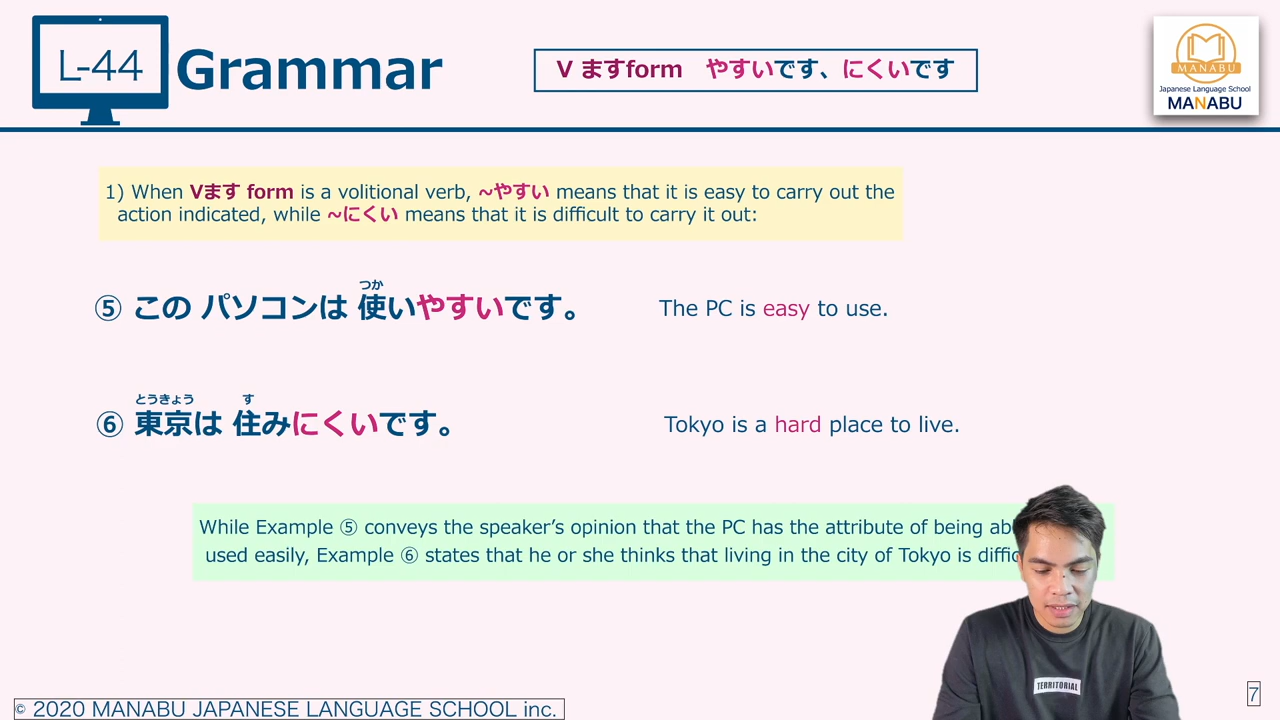 L-44
Grammar
V ますform やすいです、にくいです
MANABU
Japanese Language School
MANABU
1) When Vます form is a volitional verb, ~やすい means that it is easy to carry out the
action indicated, while ~にくい means that it is difficult to carry it out:
つか
⑤ この パソコンは 使いやすいです。
The PC is easy to use.
とうきょう す
⑥ 東京は 住みにくいです。
Tokyo is a hard place to live.
While Example ⑤ conveys the speaker’s opinion that the PC has the attribute of being
used easily, Example ⑥ states that he or she thinks that living in the city of Tokyo is
TERRITORIAL
© 2020 MANABU JAPANESE LANGUAGE SCHOOL inc.
7